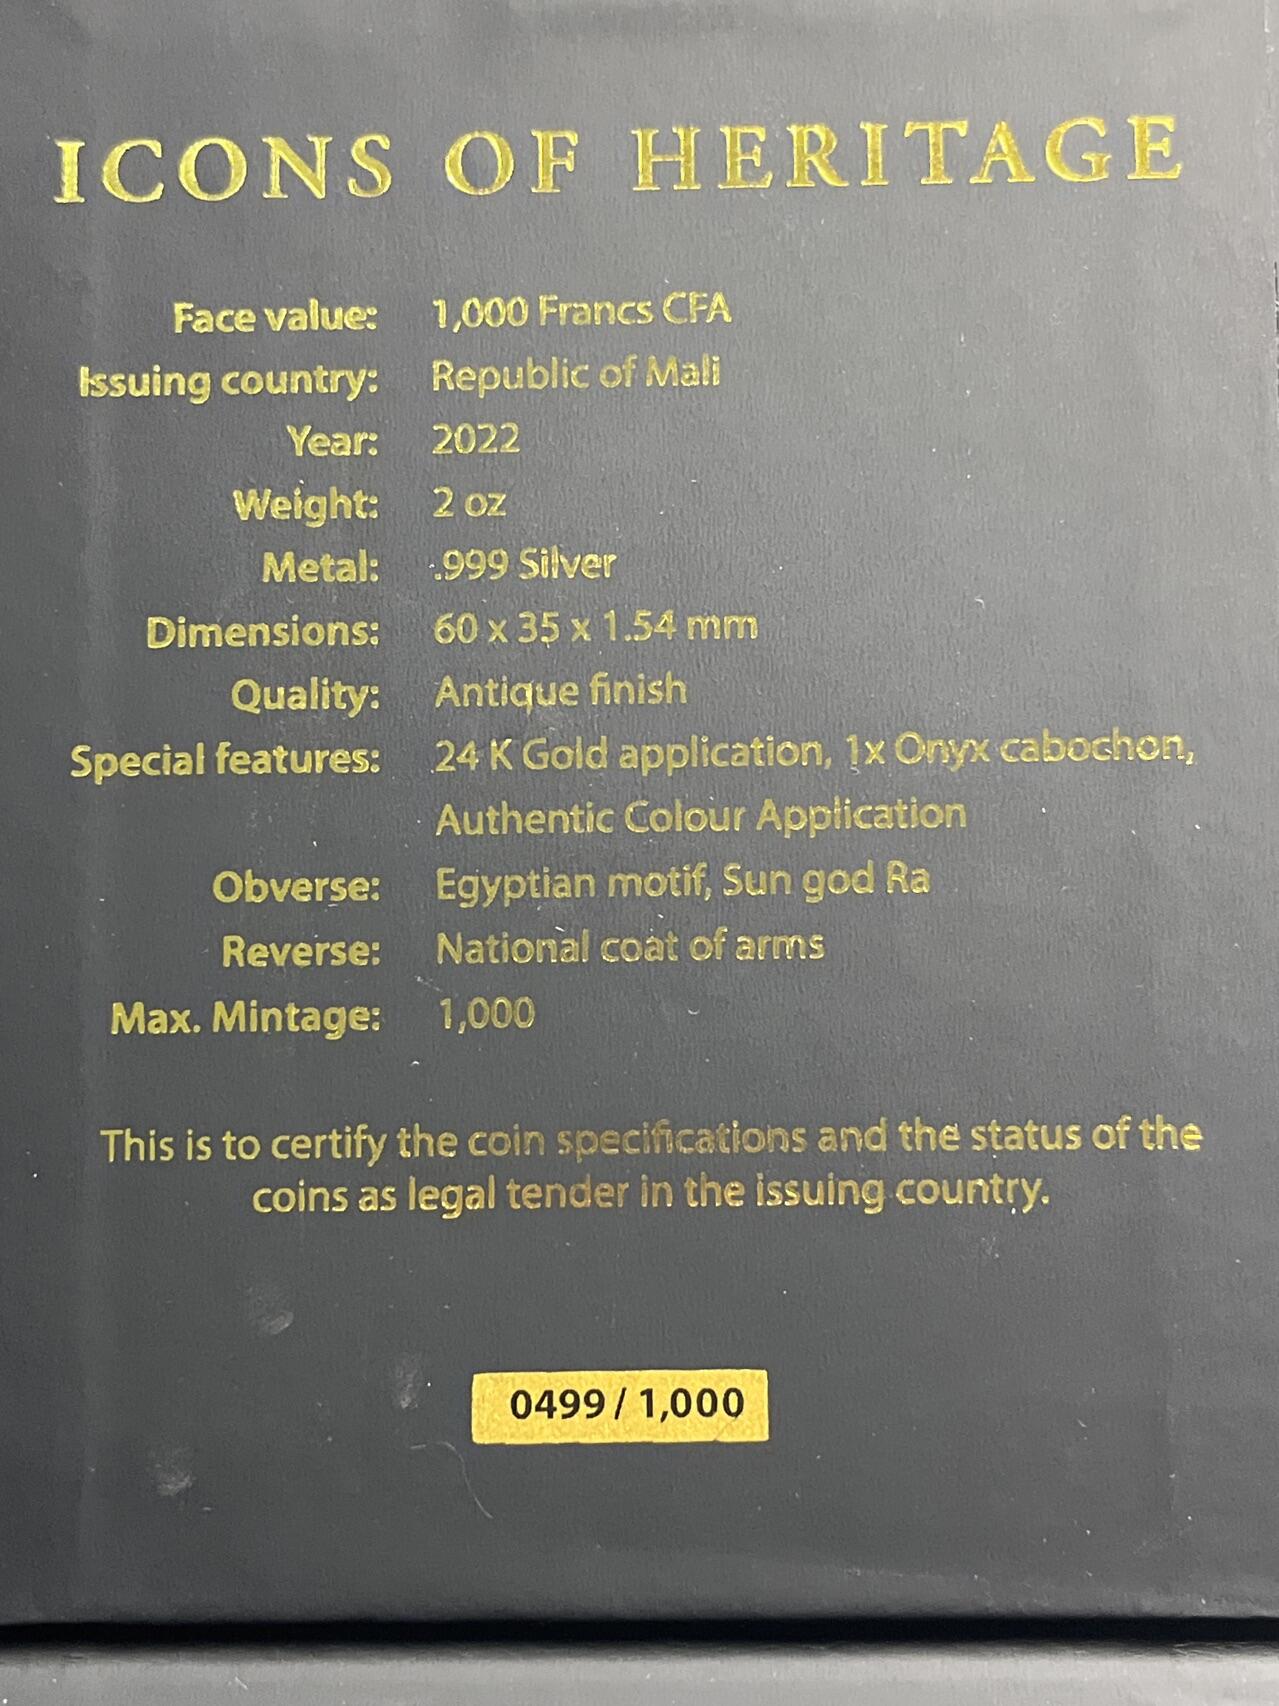 ICONS OF HERITAGE
Face value: 1,000 Francs CFA
Issuing country: Republic of Mali
Year: 2022
Weight: 2 oz
Metal: .999 Silver
Dimensions: 60 x 35 x 1.54 mm
Quality: Antique finish
Special features: 24 K Gold application, 1x Onyx cabochon,
Authentic Colour Application
Obverse: Egyptian motif, Sun god Ra
Reverse: National coat of arms
Max. Mintage: 1,000
This is to certify the coin specifications and the status of the
coins as legal tender in the issuing country.
0499 / 1,000